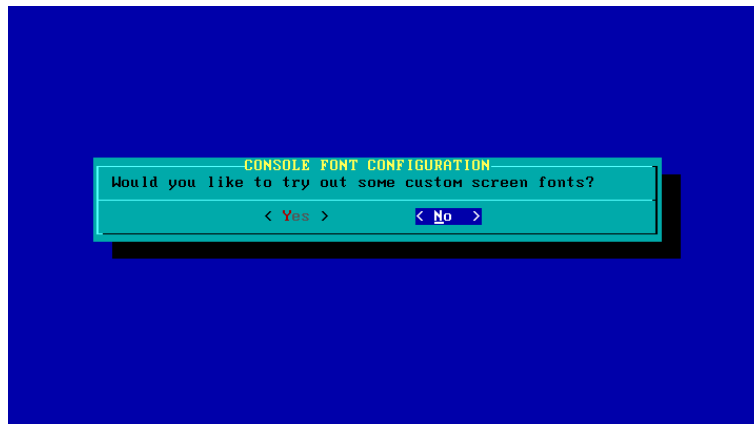 CONSOLE FONT CONFIGURATION
Would you like to try out some custom screen fonts?
< Yes > < No >